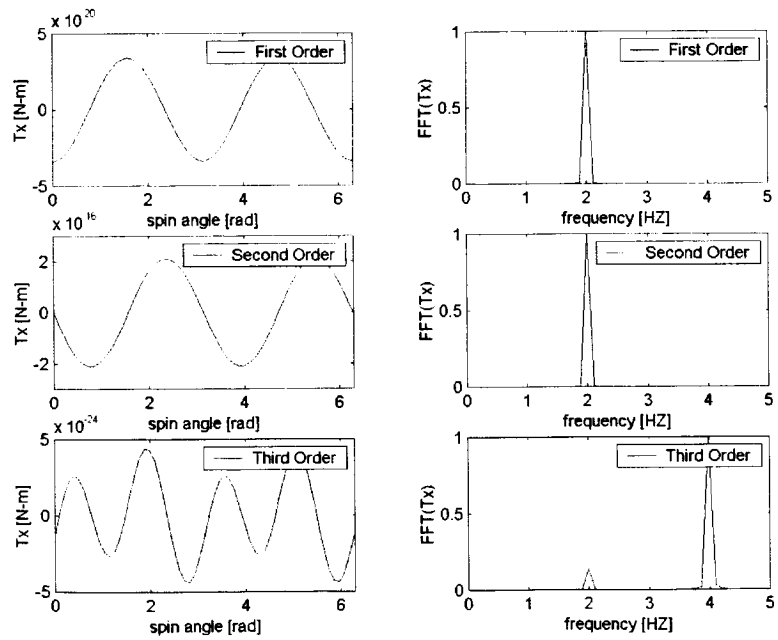 x 10^20
First Order
5
0
-5
Tx [N-m]
0 2 4 6
spin angle [rad]
First Order
1
0.5
0
FFT(Tx)
0 1 2 3 4 5
frequency [HZ]
x 10^16
Second Order
2
0
-2
Tx [N-m]
0 2 4 6
spin angle [rad]
Second Order
1
0.5
0
FFT(Tx)
0 1 2 3 4 5
frequency [HZ]
x 10^-24
Third Order
5
0
-5
Tx [N-m]
0 2 4 6
spin angle [rad]
Third Order
1
0.5
0
FFT(Tx)
0 1 2 3 4 5
frequency [HZ]